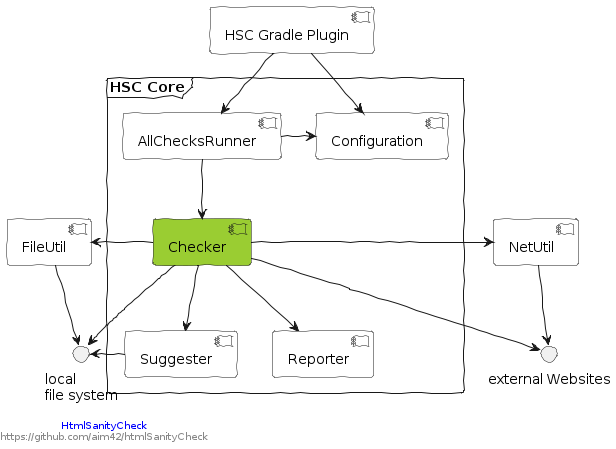 HSC Gradle Plugin
HSC Core
AllChecksRunner
Configuration
FileUtil
Checker
NetUtil
Suggester
Reporter
local
file system
external Websites
HtmlSanityCheck
https://github.com/aim42/htmlSanityCheck